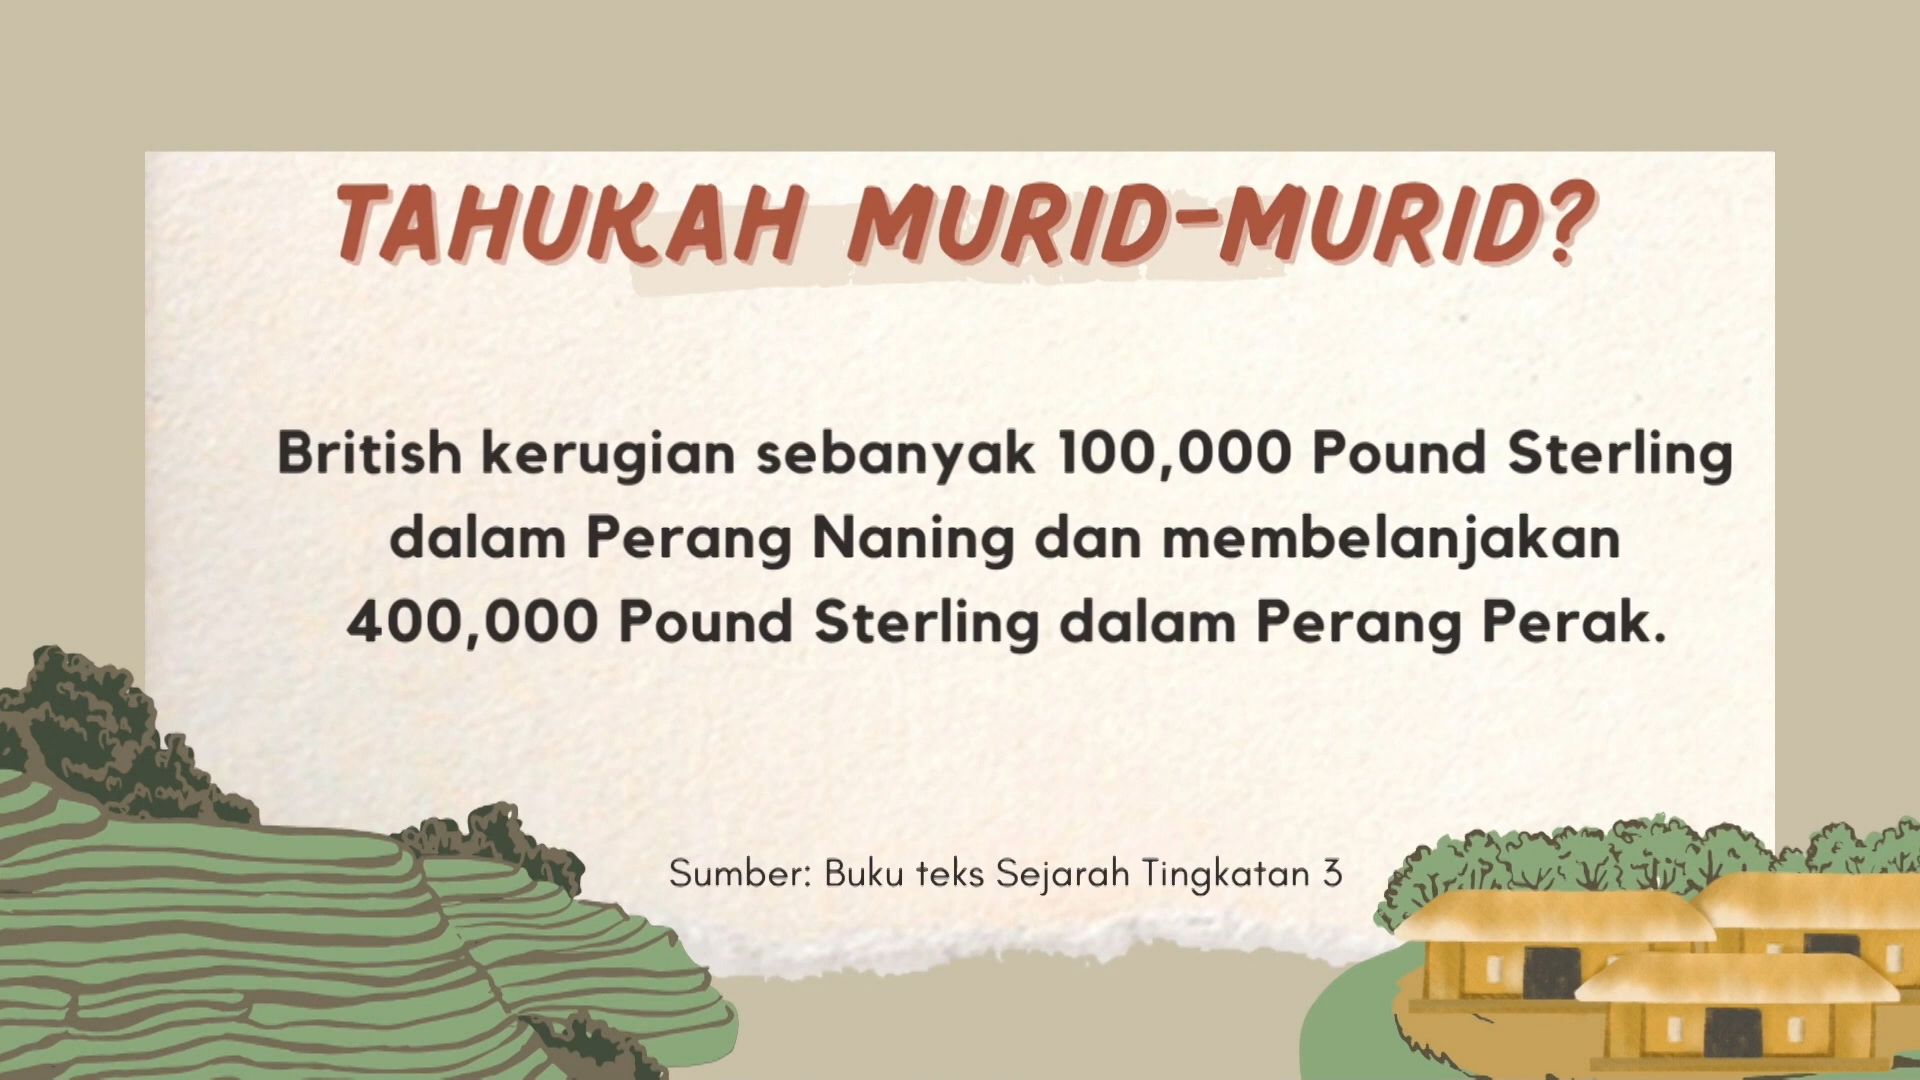 TAHUKAH MURID-MURID?
British kerugian sebanyak 100,000 Pound Sterling
dalam Perang Naning dan membelanjakan
400,000 Pound Sterling dalam Perang Perak.
Sumber: Buku teks Sejarah Tingkatan 3